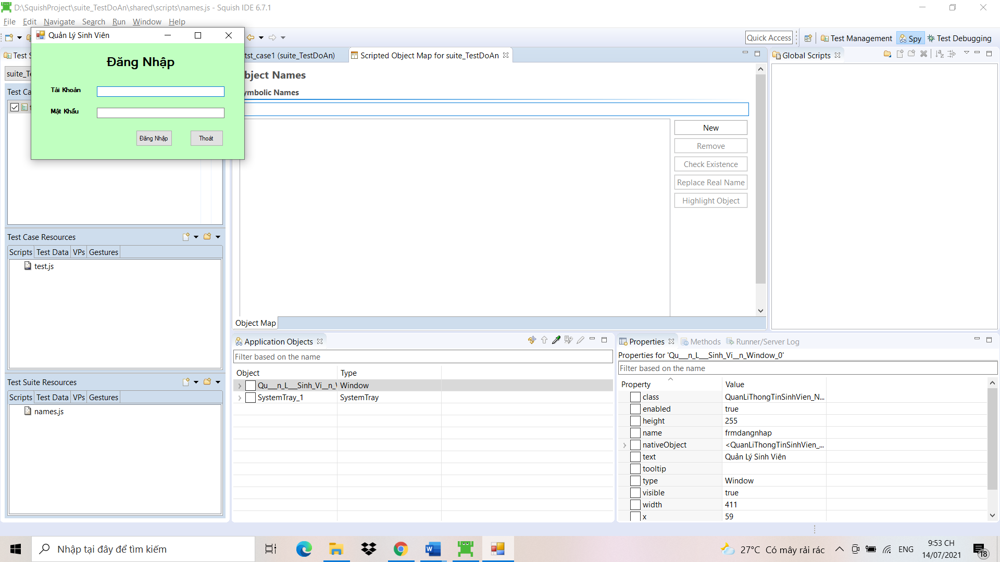 D:\SquishProject\suite_TestDoAn\shared\scripts\names.js - Squish IDE 6.7.1
File Edit Navigate Search Run Window Help
Quản Lý Sinh Viên
Đăng Nhập
Tài Khoản
Mật Khẩu
Đăng Nhập Thoát
Quick Access Test Management Spy Test Debugging
Test S
tst_case1 (suite_TestDoAn) Scripted Object Map for suite_TestDoAn
Global Scripts
suite_Te
Test Ca
bject Names
ymbolic Names
New
Remove
Check Existence
Replace Real Name
Highlight Object
Object Map
Test Case Resources
Scripts Test Data VPs Gestures
test.js
Test Suite Resources
Scripts Test Data VPs Gestures
names.js
Application Objects
Filter based on the name
Object Type
Qu___n_L___Sinh_Vi__n_ Window
SystemTray_1 SystemTray
Properties Methods Runner/Server Log
Properties for 'Qu___n_L___Sinh_Vi__n_Window_0'
Filter based on the name
Property Value
class QuanLiThongTinSinhVien_N...
enabled true
height 255
name frmdangnhap
nativeObject <QuanLiThongTinSinhVien_...
text Quản Lý Sinh Viên
tooltip
type Window
visible true
width 411
x 59
Nhập tại đây để tìm kiếm
27°C Có mây rải rác
ENG
9:53 CH
14/07/2021
18